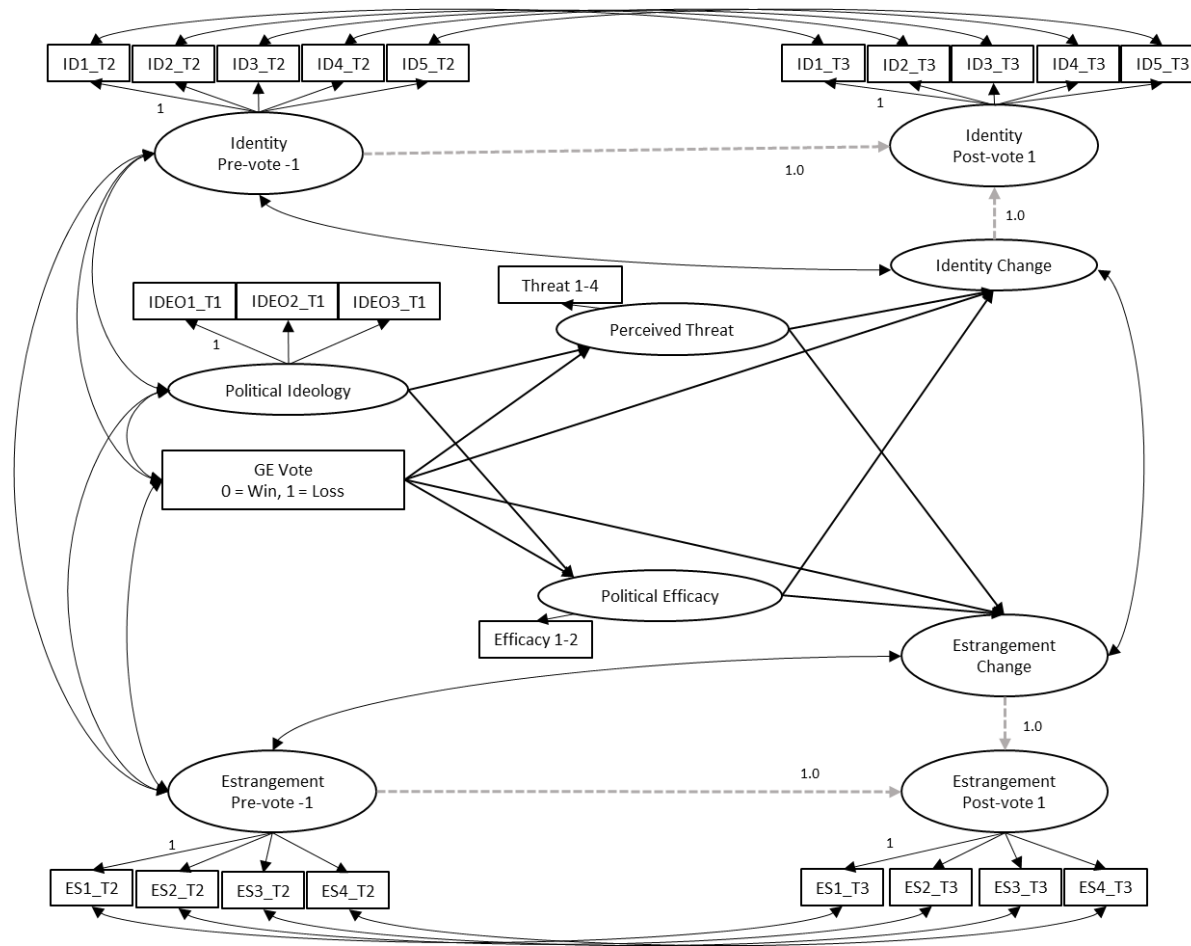 ID1_T2
ID2_T2
ID3_T2
ID4_T2
ID5_T2
ID1_T3
ID2_T3
ID3_T3
ID4_T3
ID5_T3
1
1
Identity
Pre-vote -1
Identity
Post-vote 1
1.0
1.0
Identity Change
Threat 1-4
IDEO1_T1
IDEO2_T1
IDEO3_T1
Perceived Threat
1
Political Ideology
GE Vote
0 = Win, 1 = Loss
Political Efficacy
Efficacy 1-2
Estrangement
Change
1.0
1.0
Estrangement
Pre-vote -1
Estrangement
Post-vote 1
1
1
ES1_T2
ES2_T2
ES3_T2
ES4_T2
ES1_T3
ES2_T3
ES3_T3
ES4_T3